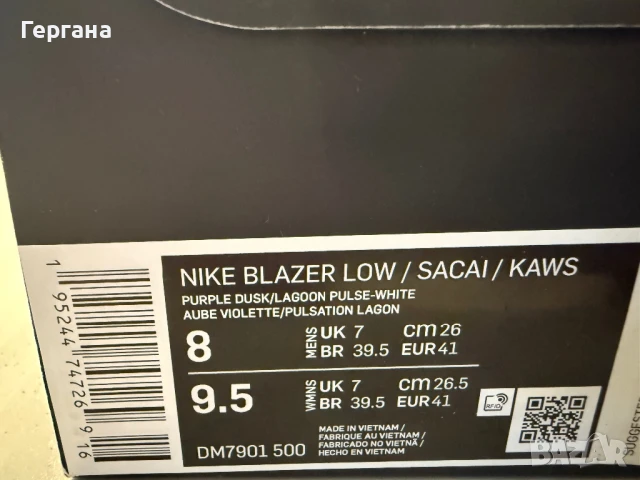 Гергана
NIKE BLAZER LOW / SACAI / KAWS
PURPLE DUSK/LAGOON PULSE-WHITE
AUBE VIOLETTE/PULSATION LAGON
8 MENS UK 7 CM 26
BR 39.5 EUR 41
9.5 WMNS UK 7 CM 26.5
BR 39.5 EUR 41
RFID
MADE IN VIETNAM /
FABRIQUE AU VIETNAM /
FABRICADO NO VIETNÃ /
HECHO EN VIETNAM
DM7901 500
1 95244 74726 9 16
BAZAR
SUGGESTED